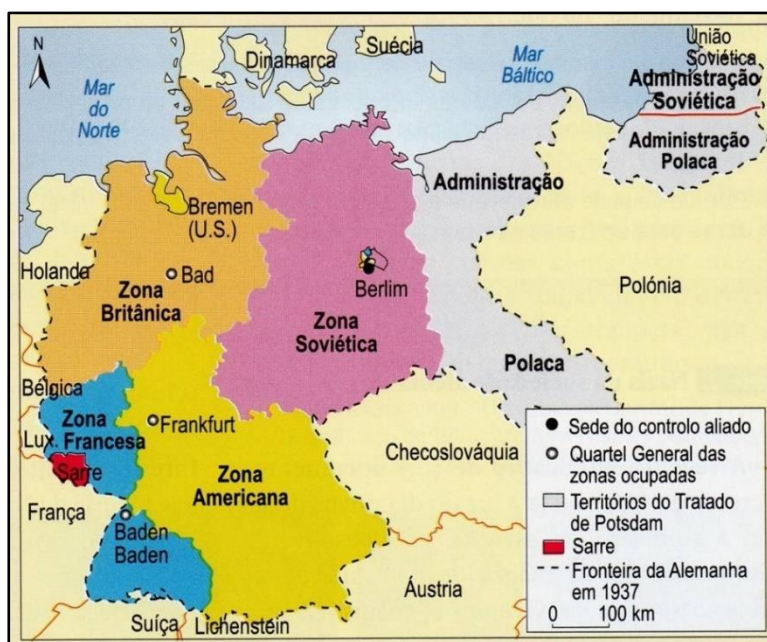 N
Mar
do
Norte
Dinamarca
Suécia
Mar
Báltico
União
Soviética
Administração
Soviética
Administração
Polaca
Administração
Bremen
(U.S.)
Holanda
Bad
Zona
Britânica
Berlim
Zona
Soviética
Polónia
Polaca
Bélgica
Zona
Francesa
Lux.
Sarre
Frankfurt
Zona
Americana
França
Baden
Baden
Checoslováquia
Áustria
Suíça
Lichenstein
Sede do controlo aliado
Quartel General das
zonas ocupadas
Territórios do Tratado
de Potsdam
Sarre
Fronteira da Alemanha
em 1937
0 100 km